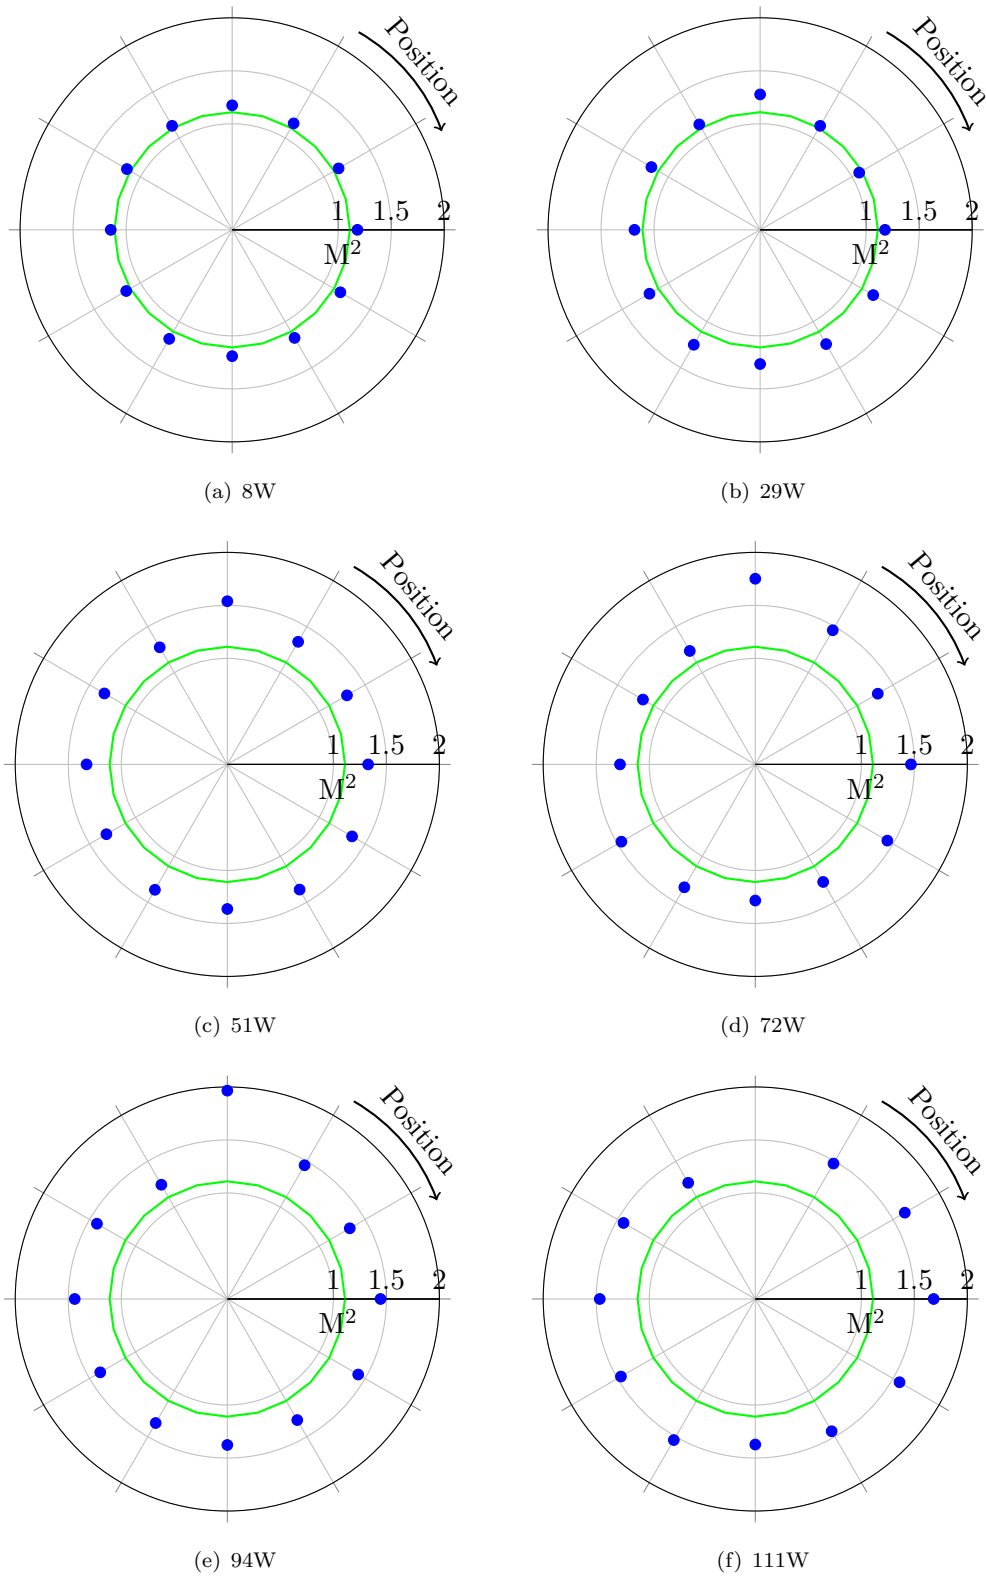 Position
1 1.5 2
M²
(a) 8W
Position
1 1.5 2
M²
(b) 29W
Position
1 1.5 2
M²
(c) 51W
Position
1 1.5 2
M²
(d) 72W
Position
1 1.5 2
M²
(e) 94W
Position
1 1.5 2
M²
(f) 111W